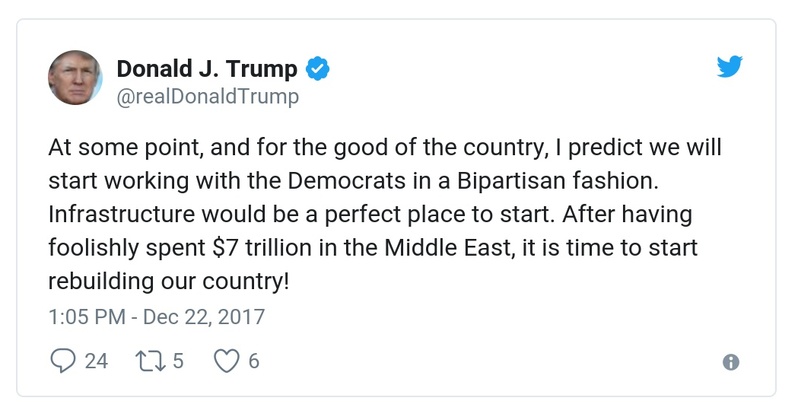 Donald J. Trump
@realDonaldTrump
At some point, and for the good of the country, I predict we will
start working with the Democrats in a Bipartisan fashion.
Infrastructure would be a perfect place to start. After having
foolishly spent $7 trillion in the Middle East, it is time to start
rebuilding our country!
1:05 PM - Dec 22, 2017
24 5 6